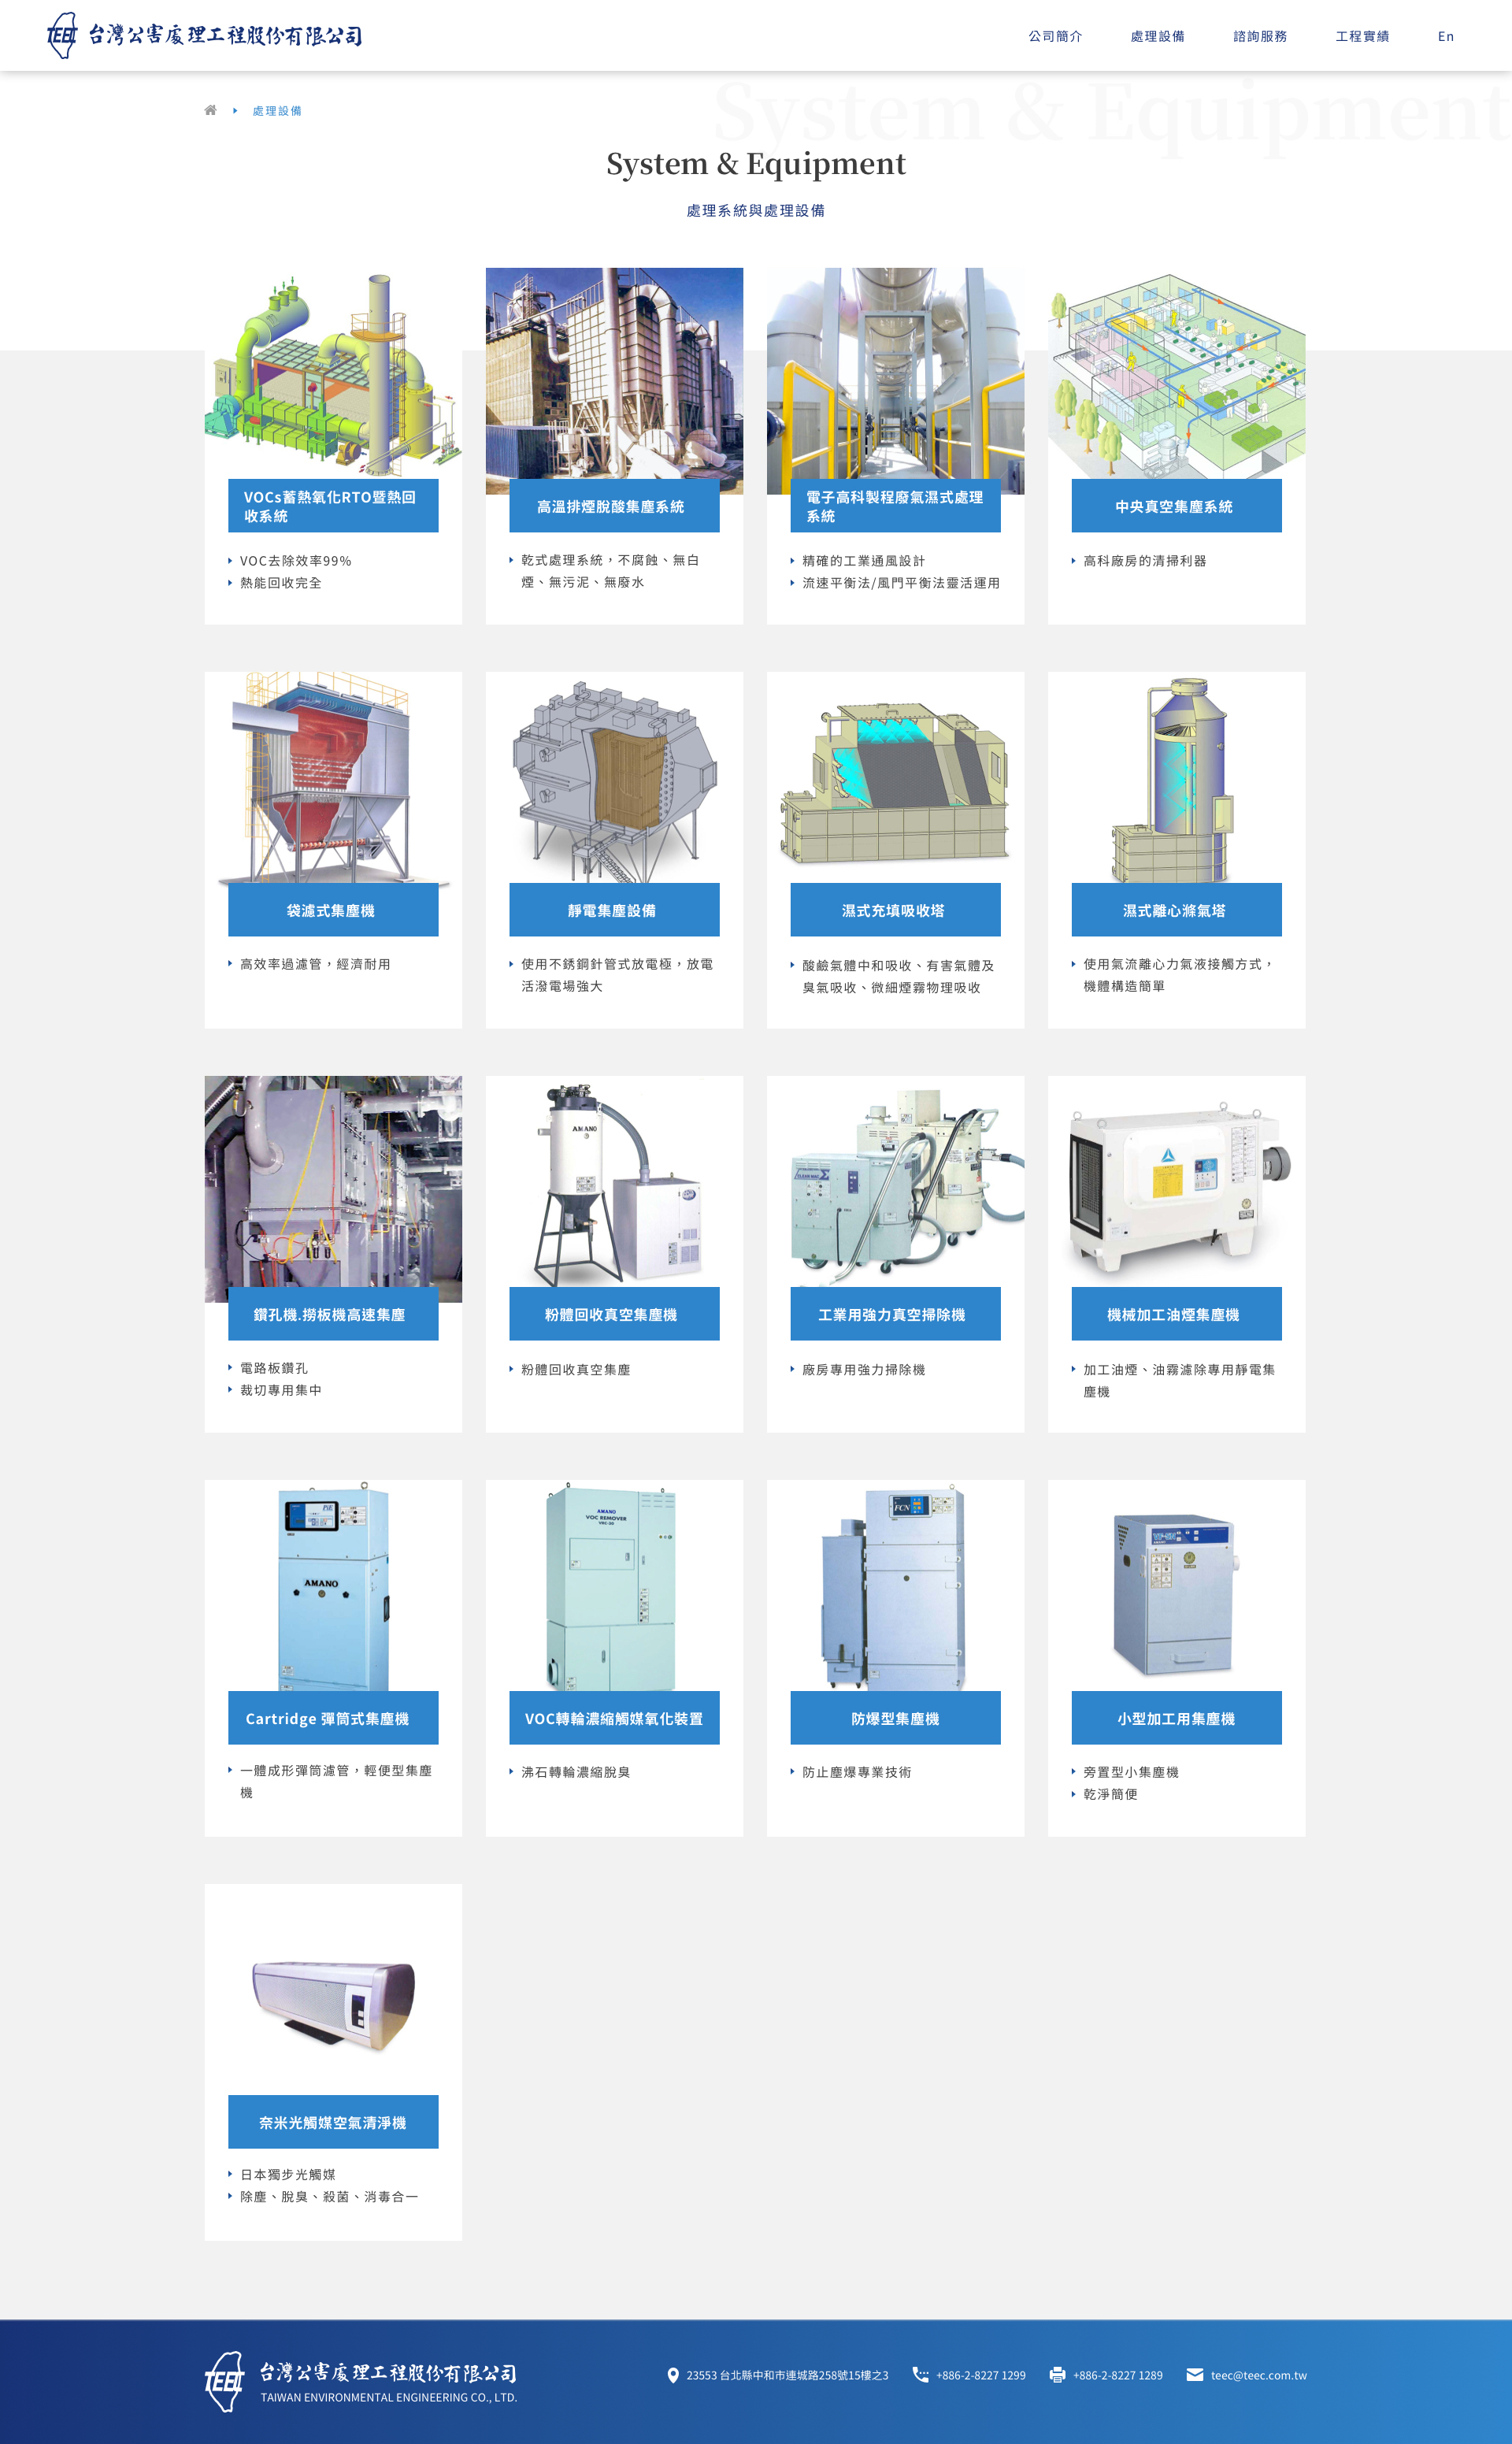 TEEC 台灣公害處理工程股份有限公司
公司簡介 處理設備 諮詢服務 工程實績 En
System & Equipment
處理設備
System & Equipment
處理系統與處理設備
VOCs蓄熱氧化RTO暨熱回
收系統
VOC去除效率99%
熱能回收完全
高溫排煙脫酸集塵系統
乾式處理系統，不腐蝕、無白
煙、無污泥、無廢水
電子高科製程廢氣濕式處理
系統
精確的工業通風設計
流速平衡法/風門平衡法靈活運用
中央真空集塵系統
高科廠房的清掃利器
袋濾式集塵機
高效率過濾管，經濟耐用
靜電集塵設備
使用不銹鋼針管式放電極，放電
活潑電場強大
濕式充填吸收塔
酸鹼氣體中和吸收、有害氣體及
臭氣吸收、微細煙霧物理吸收
濕式離心滌氣塔
使用氣流離心力氣液接觸方式，
機體構造簡單
鑽孔機.撈板機高速集塵
電路板鑽孔
裁切專用集中
AMANO
粉體回收真空集塵機
粉體回收真空集塵
CLEAN MAC
工業用強力真空掃除機
廠房專用強力掃除機
機械加工油煙集塵機
加工油煙、油霧濾除專用靜電集
塵機
PiE
AMANO
Cartridge 彈筒式集塵機
一體成形彈筒濾管，輕便型集塵
機
AMANO
VOC REMOVER
VOC轉輪濃縮觸媒氧化裝置
沸石轉輪濃縮脫臭
FCN
防爆型集塵機
防止塵爆專業技術
VF-5N
AMANO
小型加工用集塵機
旁置型小集塵機
乾淨簡便
奈米光觸媒空氣清淨機
日本獨步光觸媒
除塵、脫臭、殺菌、消毒合一
TEEC 台灣公害處理工程股份有限公司
TAIWAN ENVIRONMENTAL ENGINEERING CO., LTD.
23553 台北縣中和市連城路258號15樓之3 +886-2-8227 1299 +886-2-8227 1289 teec@teec.com.tw